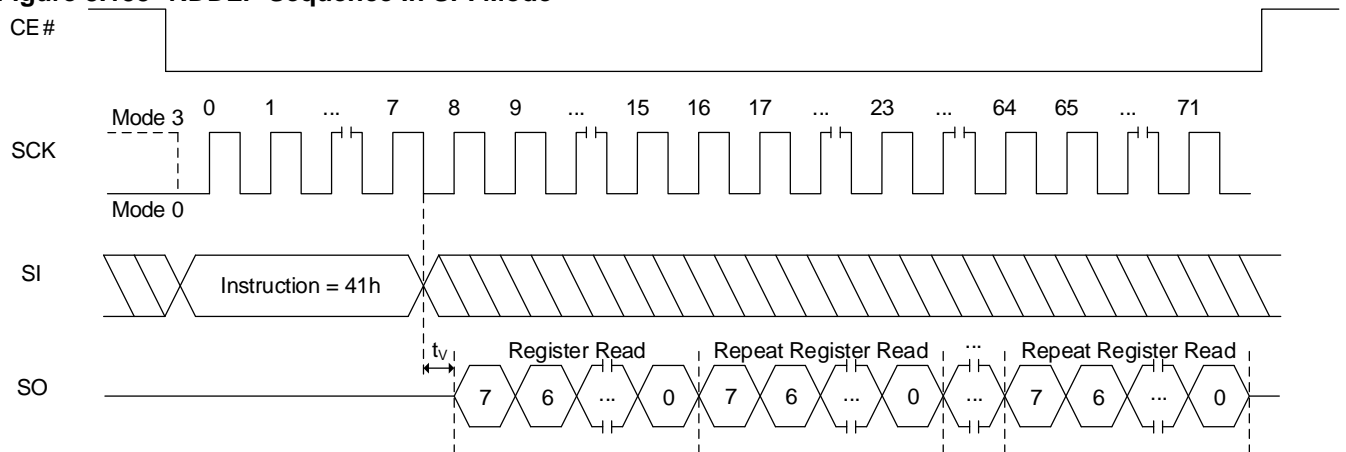 CE#
0 1 ... 7 8 9 ... 15 16 17 ... 23 ... 64 65 ... 71
Mode 3
SCK
Mode 0
SI
Instruction = 41h
tV Register Read Repeat Register Read ... Repeat Register Read
SO
7 6 ... 0 7 6 ... 0 ... 7 6 ... 0